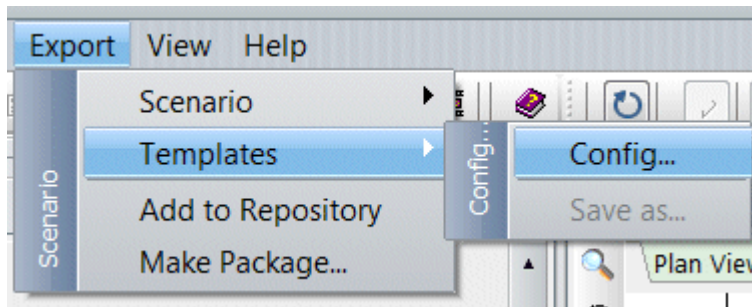 Export View Help
Scenario
Templates
Add to Repository
Make Package...
Scenario
Config...
Config...
Save as...
Plan View